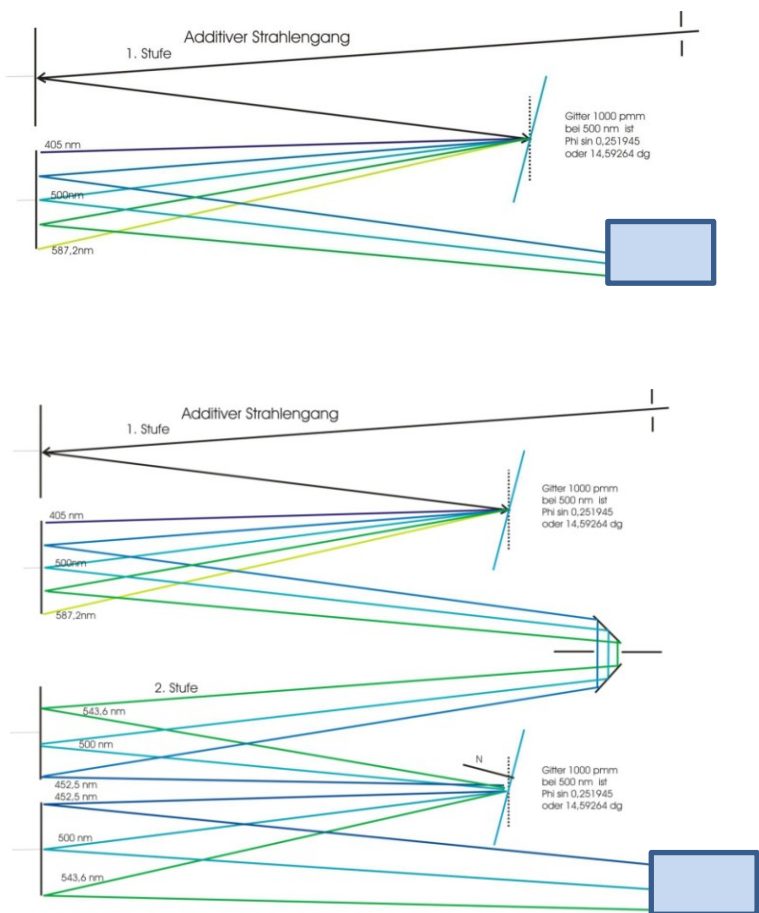 Additiver Strahlengang
1. Stufe
Gitter 1000 pmm
bei 500 nm ist
Phi sin 0,251945
oder 14,59264 dg
405 nm
500nm
587,2nm
Additiver Strahlengang
1. Stufe
Gitter 1000 pmm
bei 500 nm ist
Phi sin 0,251945
oder 14,59264 dg
405 nm
500nm
587,2nm
2. Stufe
543,6 nm
500 nm
N
Gitter 1000 pmm
bei 500 nm ist
Phi sin 0,251945
oder 14,59264 dg
452,5 nm
452,5 nm
500 nm
543,6 nm